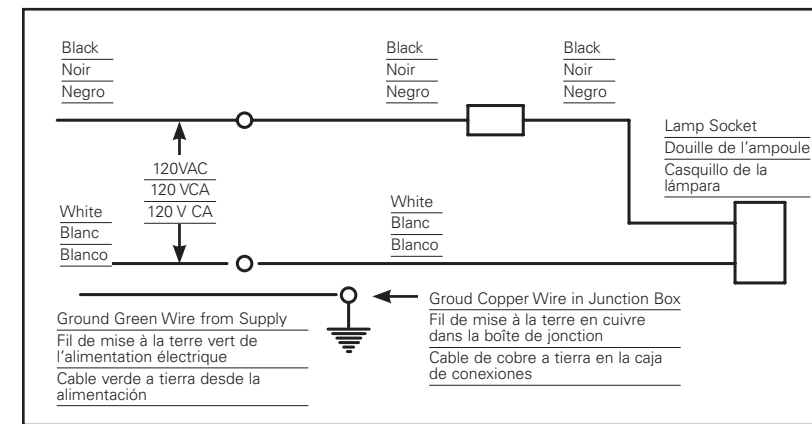 Black
Noir
Negro
Black
Noir
Negro
Black
Noir
Negro
Lamp Socket
Douille de l'ampoule
Casquillo de la
lámpara
120VAC
120 VCA
120 V CA
White
Blanc
Blanco
White
Blanc
Blanco
Ground Green Wire from Supply
Fil de mise à la terre vert de
l'alimentation électrique
Cable verde a tierra desde la
alimentación
Groud Copper Wire in Junction Box
Fil de mise à la terre en cuivre
dans la boîte de jonction
Cable de cobre a tierra en la caja
de conexiones